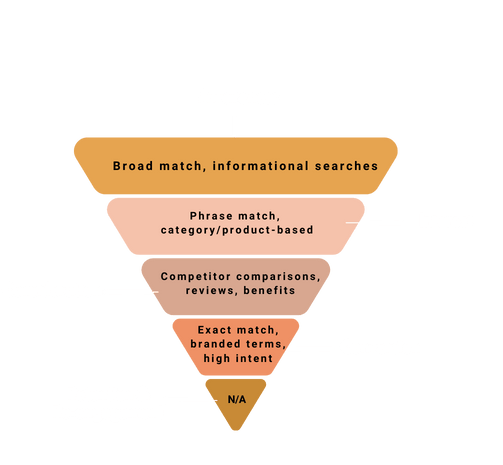 Broad match, informational searches
Phrase match,
category/product-based
Competitor comparisons,
reviews, benefits
Exact match,
branded terms,
high intent
N/A